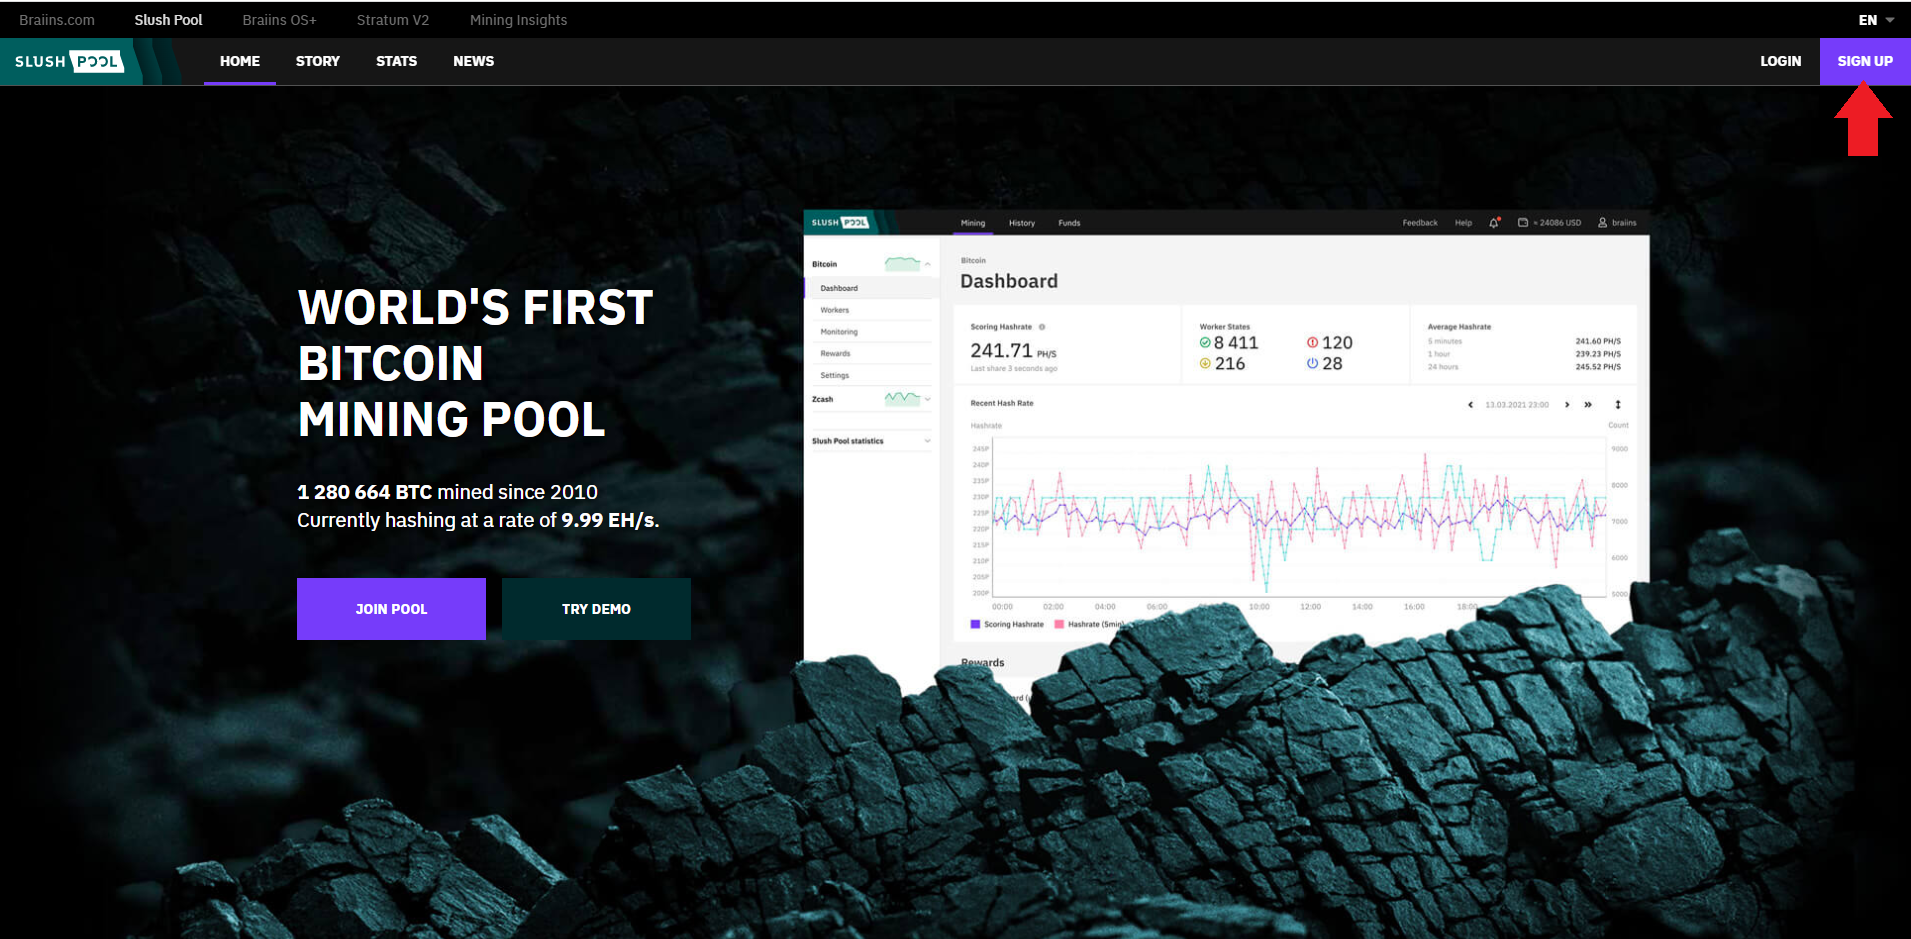 Braiins.com Slush Pool Braiins OS+ Stratum V2 Mining Insights EN
SLUSH POOL HOME STORY STATS NEWS LOGIN SIGN UP
WORLD'S FIRST
BITCOIN
MINING POOL
1 280 664 BTC mined since 2010
Currently hashing at a rate of 9.99 EH/s.
JOIN POOL TRY DEMO
SLUSH POOL Mining History Funds Feedback Help ≈ 24086 USD braiins
Bitcoin
Dashboard
Workers
Monitoring
Rewards
Settings
Zcash
Slush Pool statistics
Bitcoin
Dashboard
Scoring Hashrate
241.71 PH/S
Last share 3 seconds ago
Worker States
8 411 120
216 28
Average Hashrate
5 minutes 241.60 PH/S
1 hour 239.23 PH/S
24 hours 245.52 PH/S
Recent Hash Rate 13.03.2021 23:00
Hashrate Count
245P
240P
235P
230P
225P
220P
215P
210P
205P
200P
9000
8000
7000
6000
5000
00:00 02:00 04:00 06:00 10:00 12:00 14:00 16:00 18:00
Scoring Hashrate Hashrate (5min)
Rewards